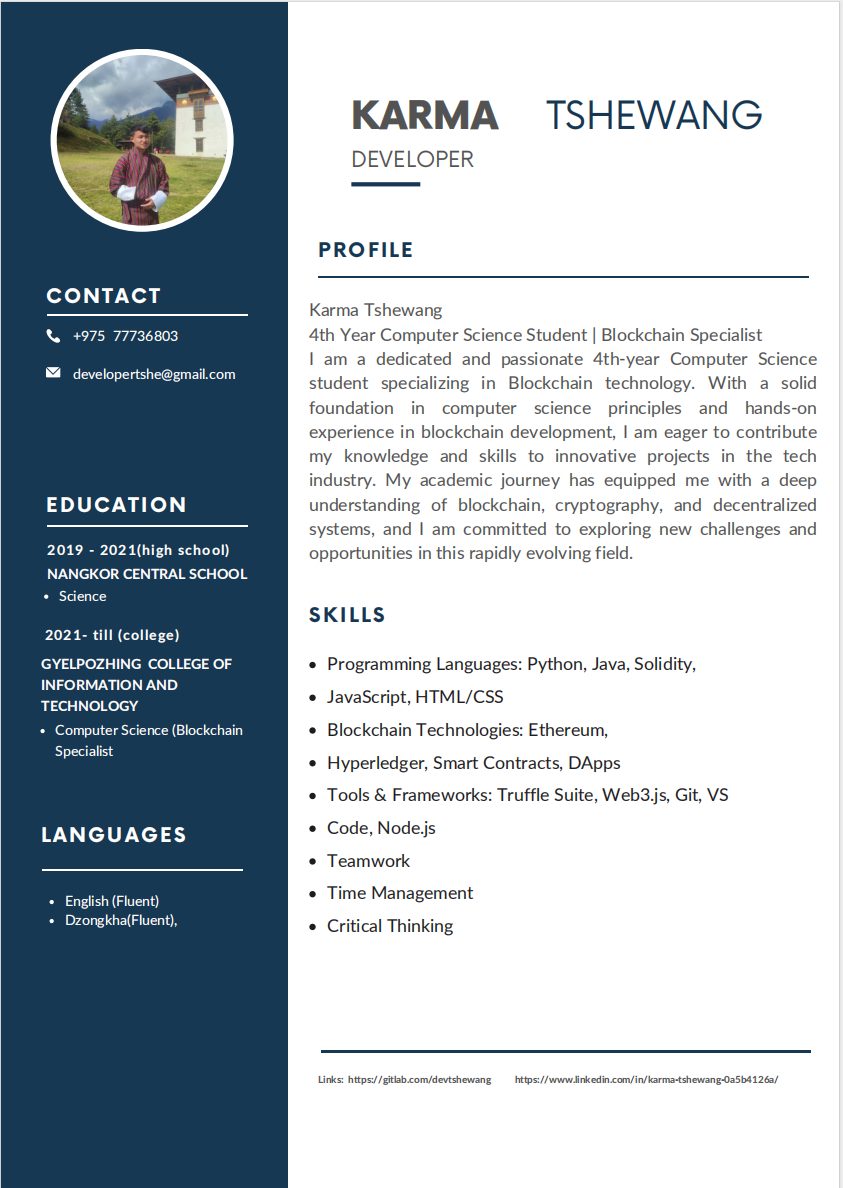 KARMA TSHEWANG
DEVELOPER
CONTACT
+975 77736803
developertshe@gmail.com
EDUCATION
2019 - 2021(high school)
NANGKOR CENTRAL SCHOOL
Science
2021- till (college)
GYELPOZHING COLLEGE OF
INFORMATION AND
TECHNOLOGY
Computer Science (Blockchain
Specialist
LANGUAGES
English (Fluent)
Dzongkha(Fluent),
PROFILE
Karma Tshewang
4th Year Computer Science Student | Blockchain Specialist
I am a dedicated and passionate 4th-year Computer Science
student specializing in Blockchain technology. With a solid
foundation in computer science principles and hands-on
experience in blockchain development, I am eager to contribute
my knowledge and skills to innovative projects in the tech
industry. My academic journey has equipped me with a deep
understanding of blockchain, cryptography, and decentralized
systems, and I am committed to exploring new challenges and
opportunities in this rapidly evolving field.
SKILLS
Programming Languages: Python, Java, Solidity,
JavaScript, HTML/CSS
Blockchain Technologies: Ethereum,
Hyperledger, Smart Contracts, DApps
Tools & Frameworks: Truffle Suite, Web3.js, Git, VS
Code, Node.js
Teamwork
Time Management
Critical Thinking
Links: https://gitlab.com/devtshewang https://www.linkedin.com/in/karma-tshewang-0a5b4126a/